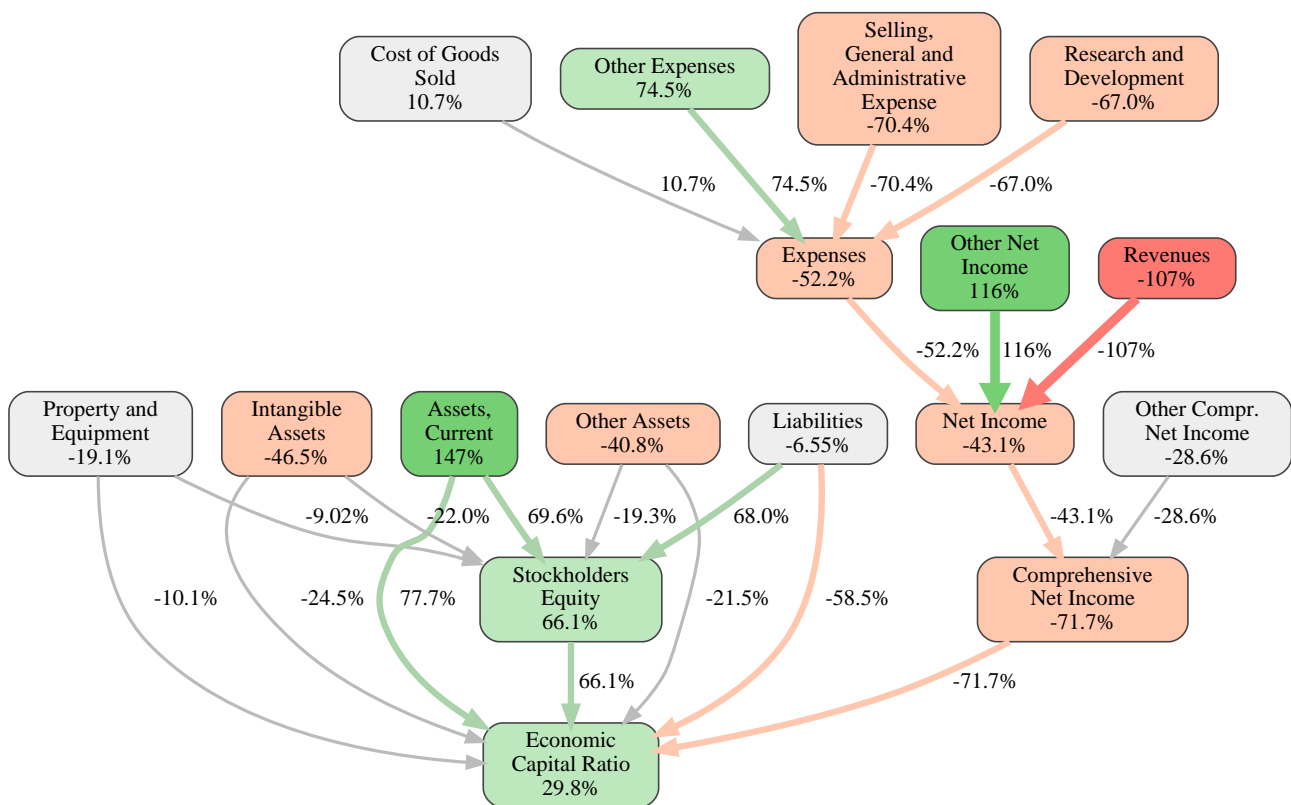 Cost of Goods
Sold
10.7%
Other Expenses
74.5%
Selling,
General and
Administrative
Expense
-70.4%
Research and
Development
-67.0%
10.7%
74.5%
-70.4%
-67.0%
Expenses
-52.2%
Other Net
Income
116%
Revenues
-107%
-52.2%
116%
-107%
Property and
Equipment
-19.1%
Intangible
Assets
-46.5%
Assets,
Current
147%
Other Assets
-40.8%
Liabilities
-6.55%
Net Income
-43.1%
Other Compr.
Net Income
-28.6%
-9.02%
-22.0%
69.6%
-19.3%
68.0%
-43.1%
-28.6%
Stockholders
Equity
66.1%
Comprehensive
Net Income
-71.7%
-10.1%
-24.5%
77.7%
-21.5%
-58.5%
66.1%
-71.7%
Economic
Capital Ratio
29.8%